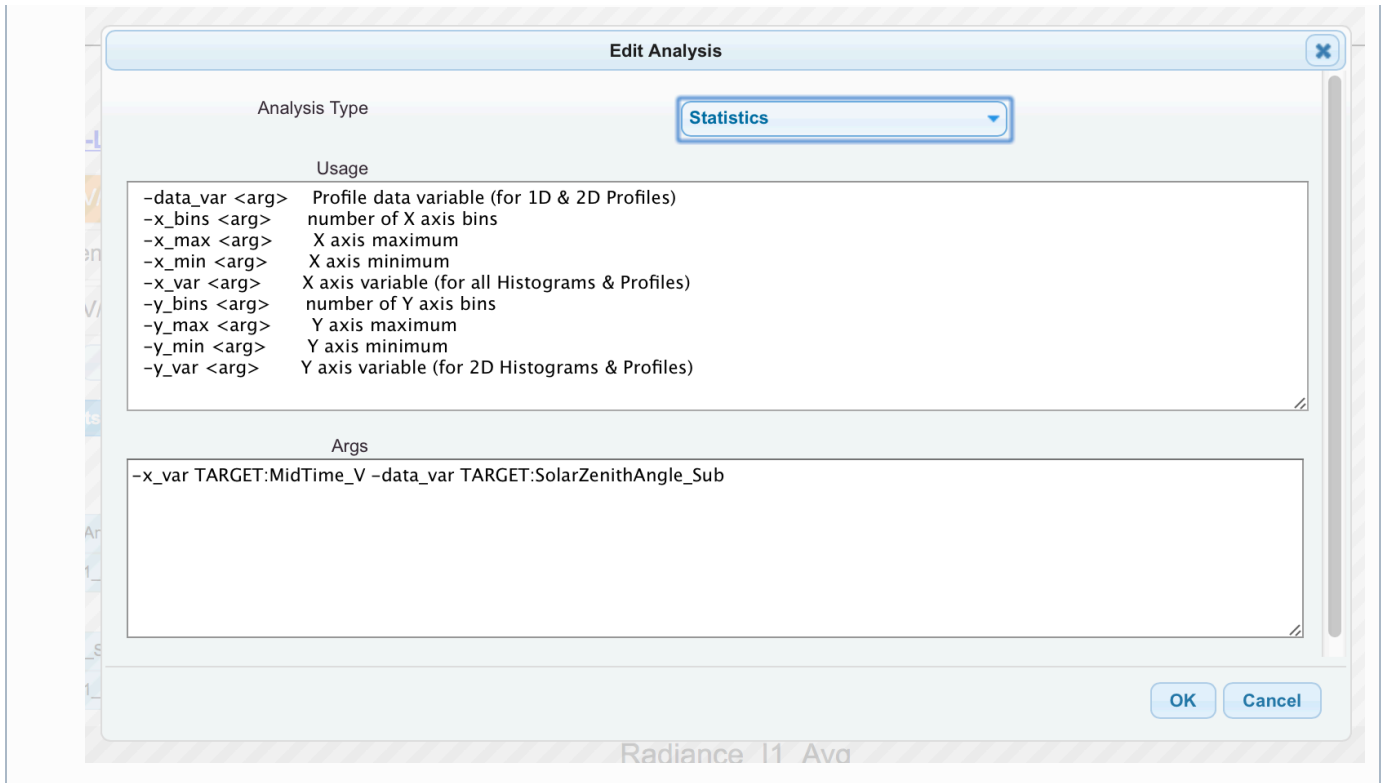 Edit Analysis
Analysis Type
Statistics
Usage
-data_var <arg> Profile data variable (for 1D & 2D Profiles)
-x_bins <arg> number of X axis bins
-x_max <arg> X axis maximum
-x_min <arg> X axis minimum
-x_var <arg> X axis variable (for all Histograms & Profiles)
-y_bins <arg> number of Y axis bins
-y_max <arg> Y axis maximum
-y_min <arg> Y axis minimum
-y_var <arg> Y axis variable (for 2D Histograms & Profiles)
Args
-x_var TARGET:MidTime_V -data_var TARGET:SolarZenithAngle_Sub
OK Cancel
Radiance_I1_Avg